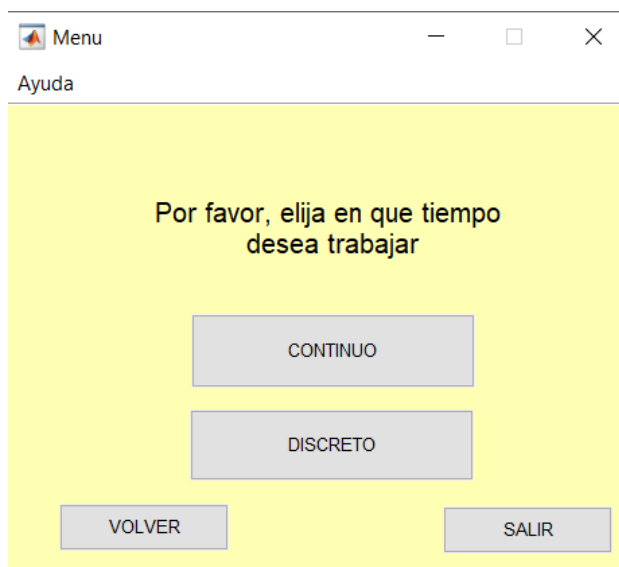 Menu
Ayuda
Por favor, elija en que tiempo
desea trabajar
CONTINUO
DISCRETO
VOLVER
SALIR